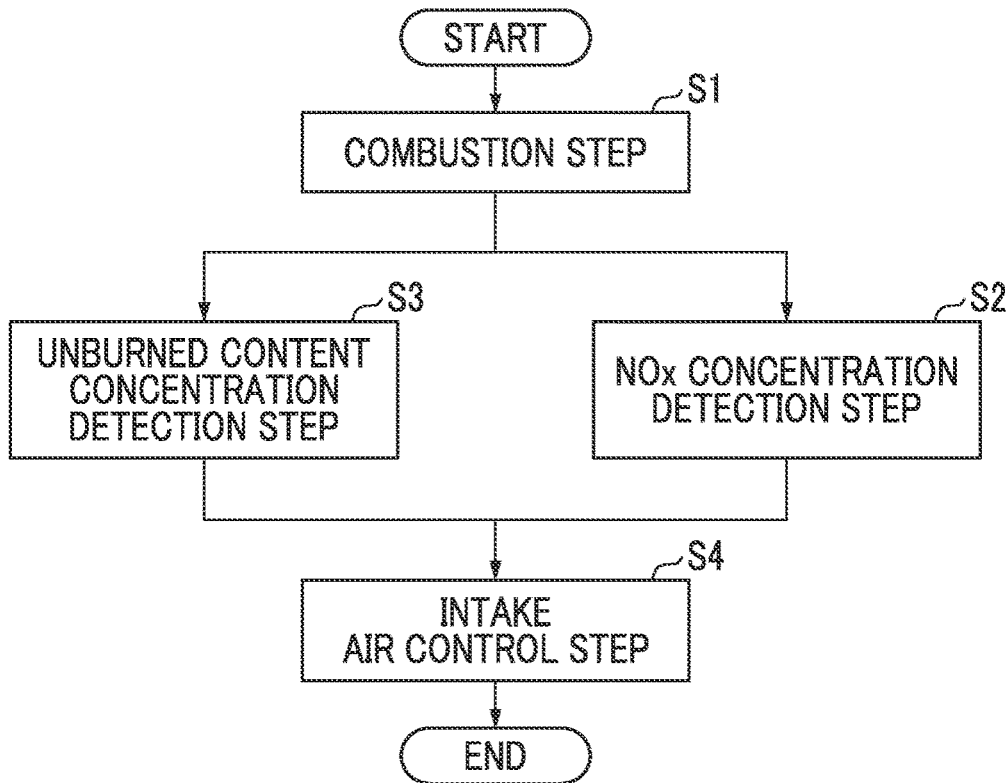 START
S1
COMBUSTION STEP
S3
UNBURNED CONTENT
CONCENTRATION
DETECTION STEP
S2
NOx CONCENTRATION
DETECTION STEP
S4
INTAKE
AIR CONTROL STEP
END